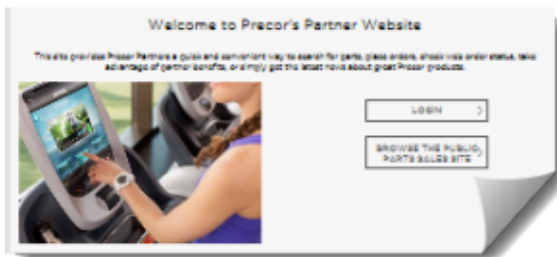 Welcome to Precor's Partner Website
This site provides Precor Partners a quick and convenient way to search for parts, place orders, check web order status, take
advantage of partner benefits, or simply get the latest news about great Precor products.
LOGIN
BROWSE THE PUBLIC
PARTS SALES SITE